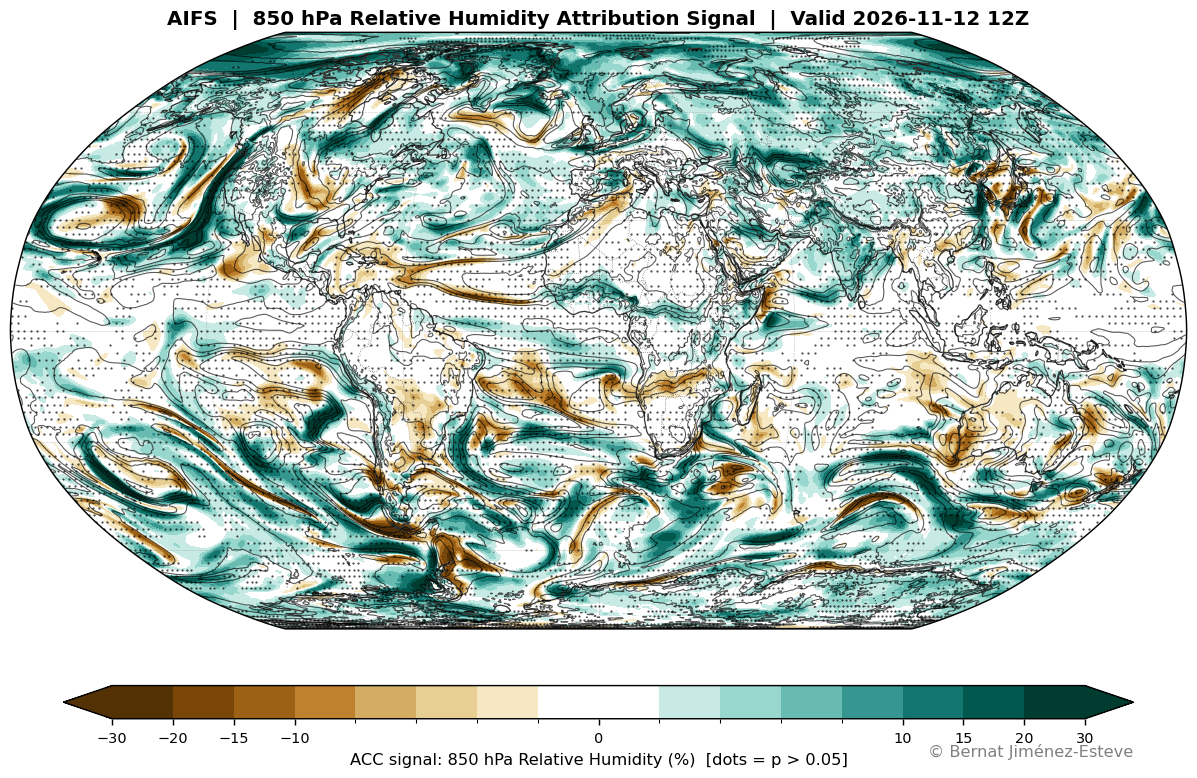 AIFS | 850 hPa Relative Humidity Attribution Signal | Valid 2026-11-12 12Z
−30 −20 −15 −10 0 10 15 20 30
ACC signal: 850 hPa Relative Humidity (%) [dots = p > 0.05]
© Bernat Jiménez-Esteve